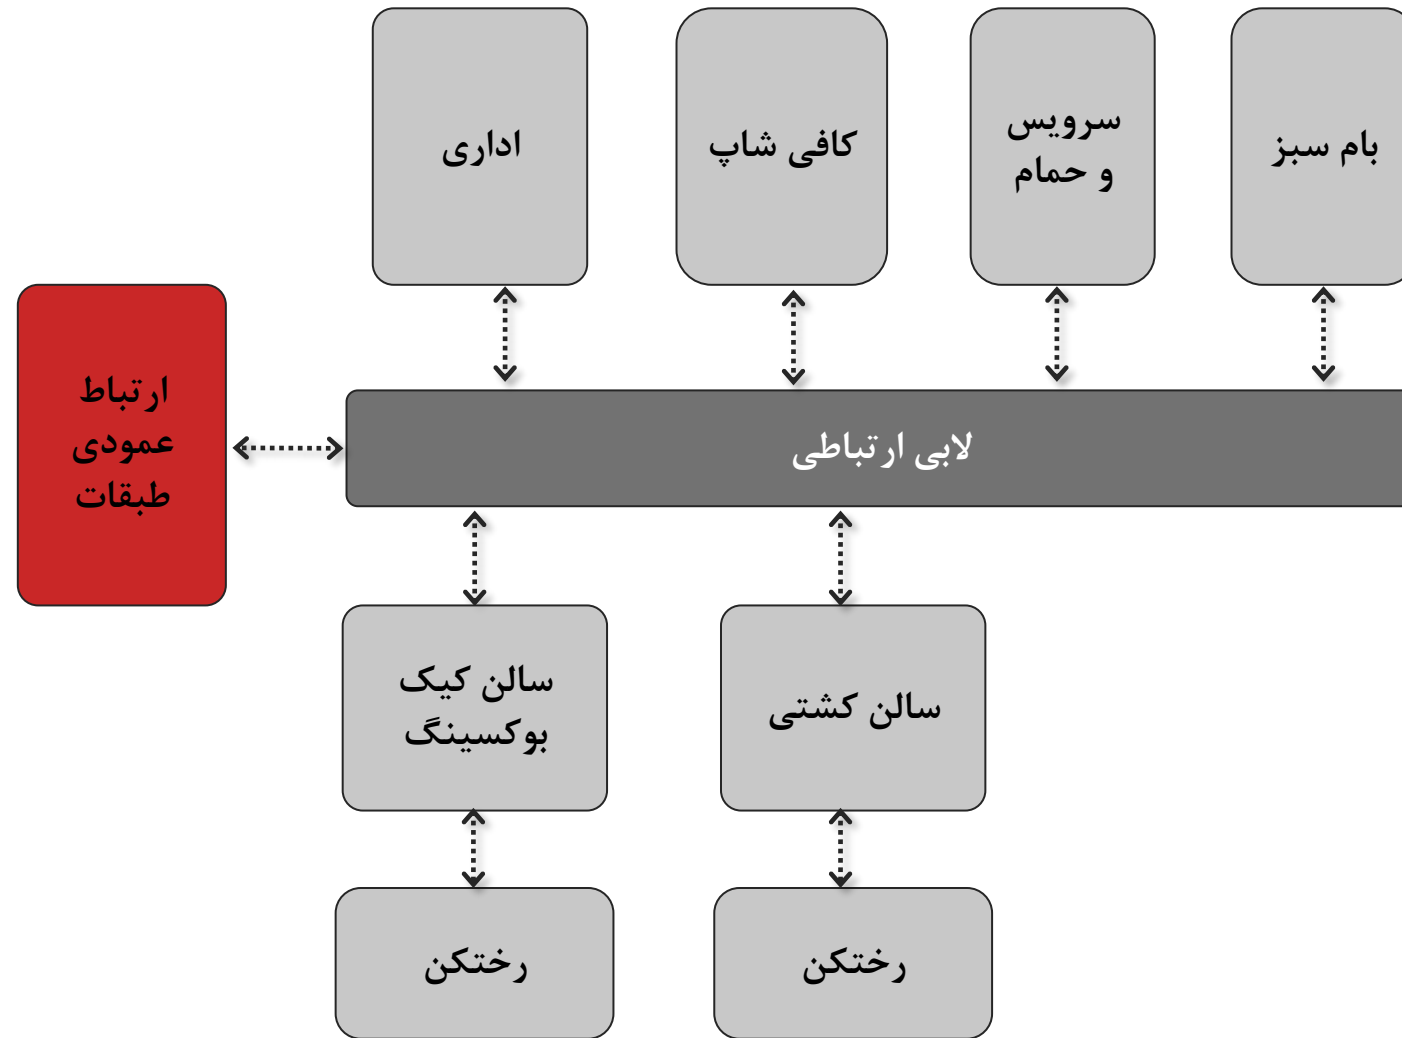 بام سبز
سرویس
و حمام
کافی شاپ
اداری
ارتباط
عمودی
طبقات
لابی ارتباطی
سالن کشتی
سالن کیک
بوکسینگ
رختکن
رختکن